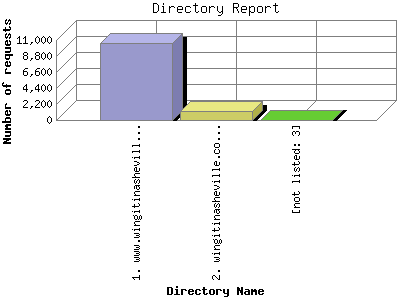 Directory Report
Number of requests
11,000
8,800
6,600
4,400
2,200
0
1. www.wingitinashevill...
2. wingitinasheville.co...
[not listed: 3]
Directory Name